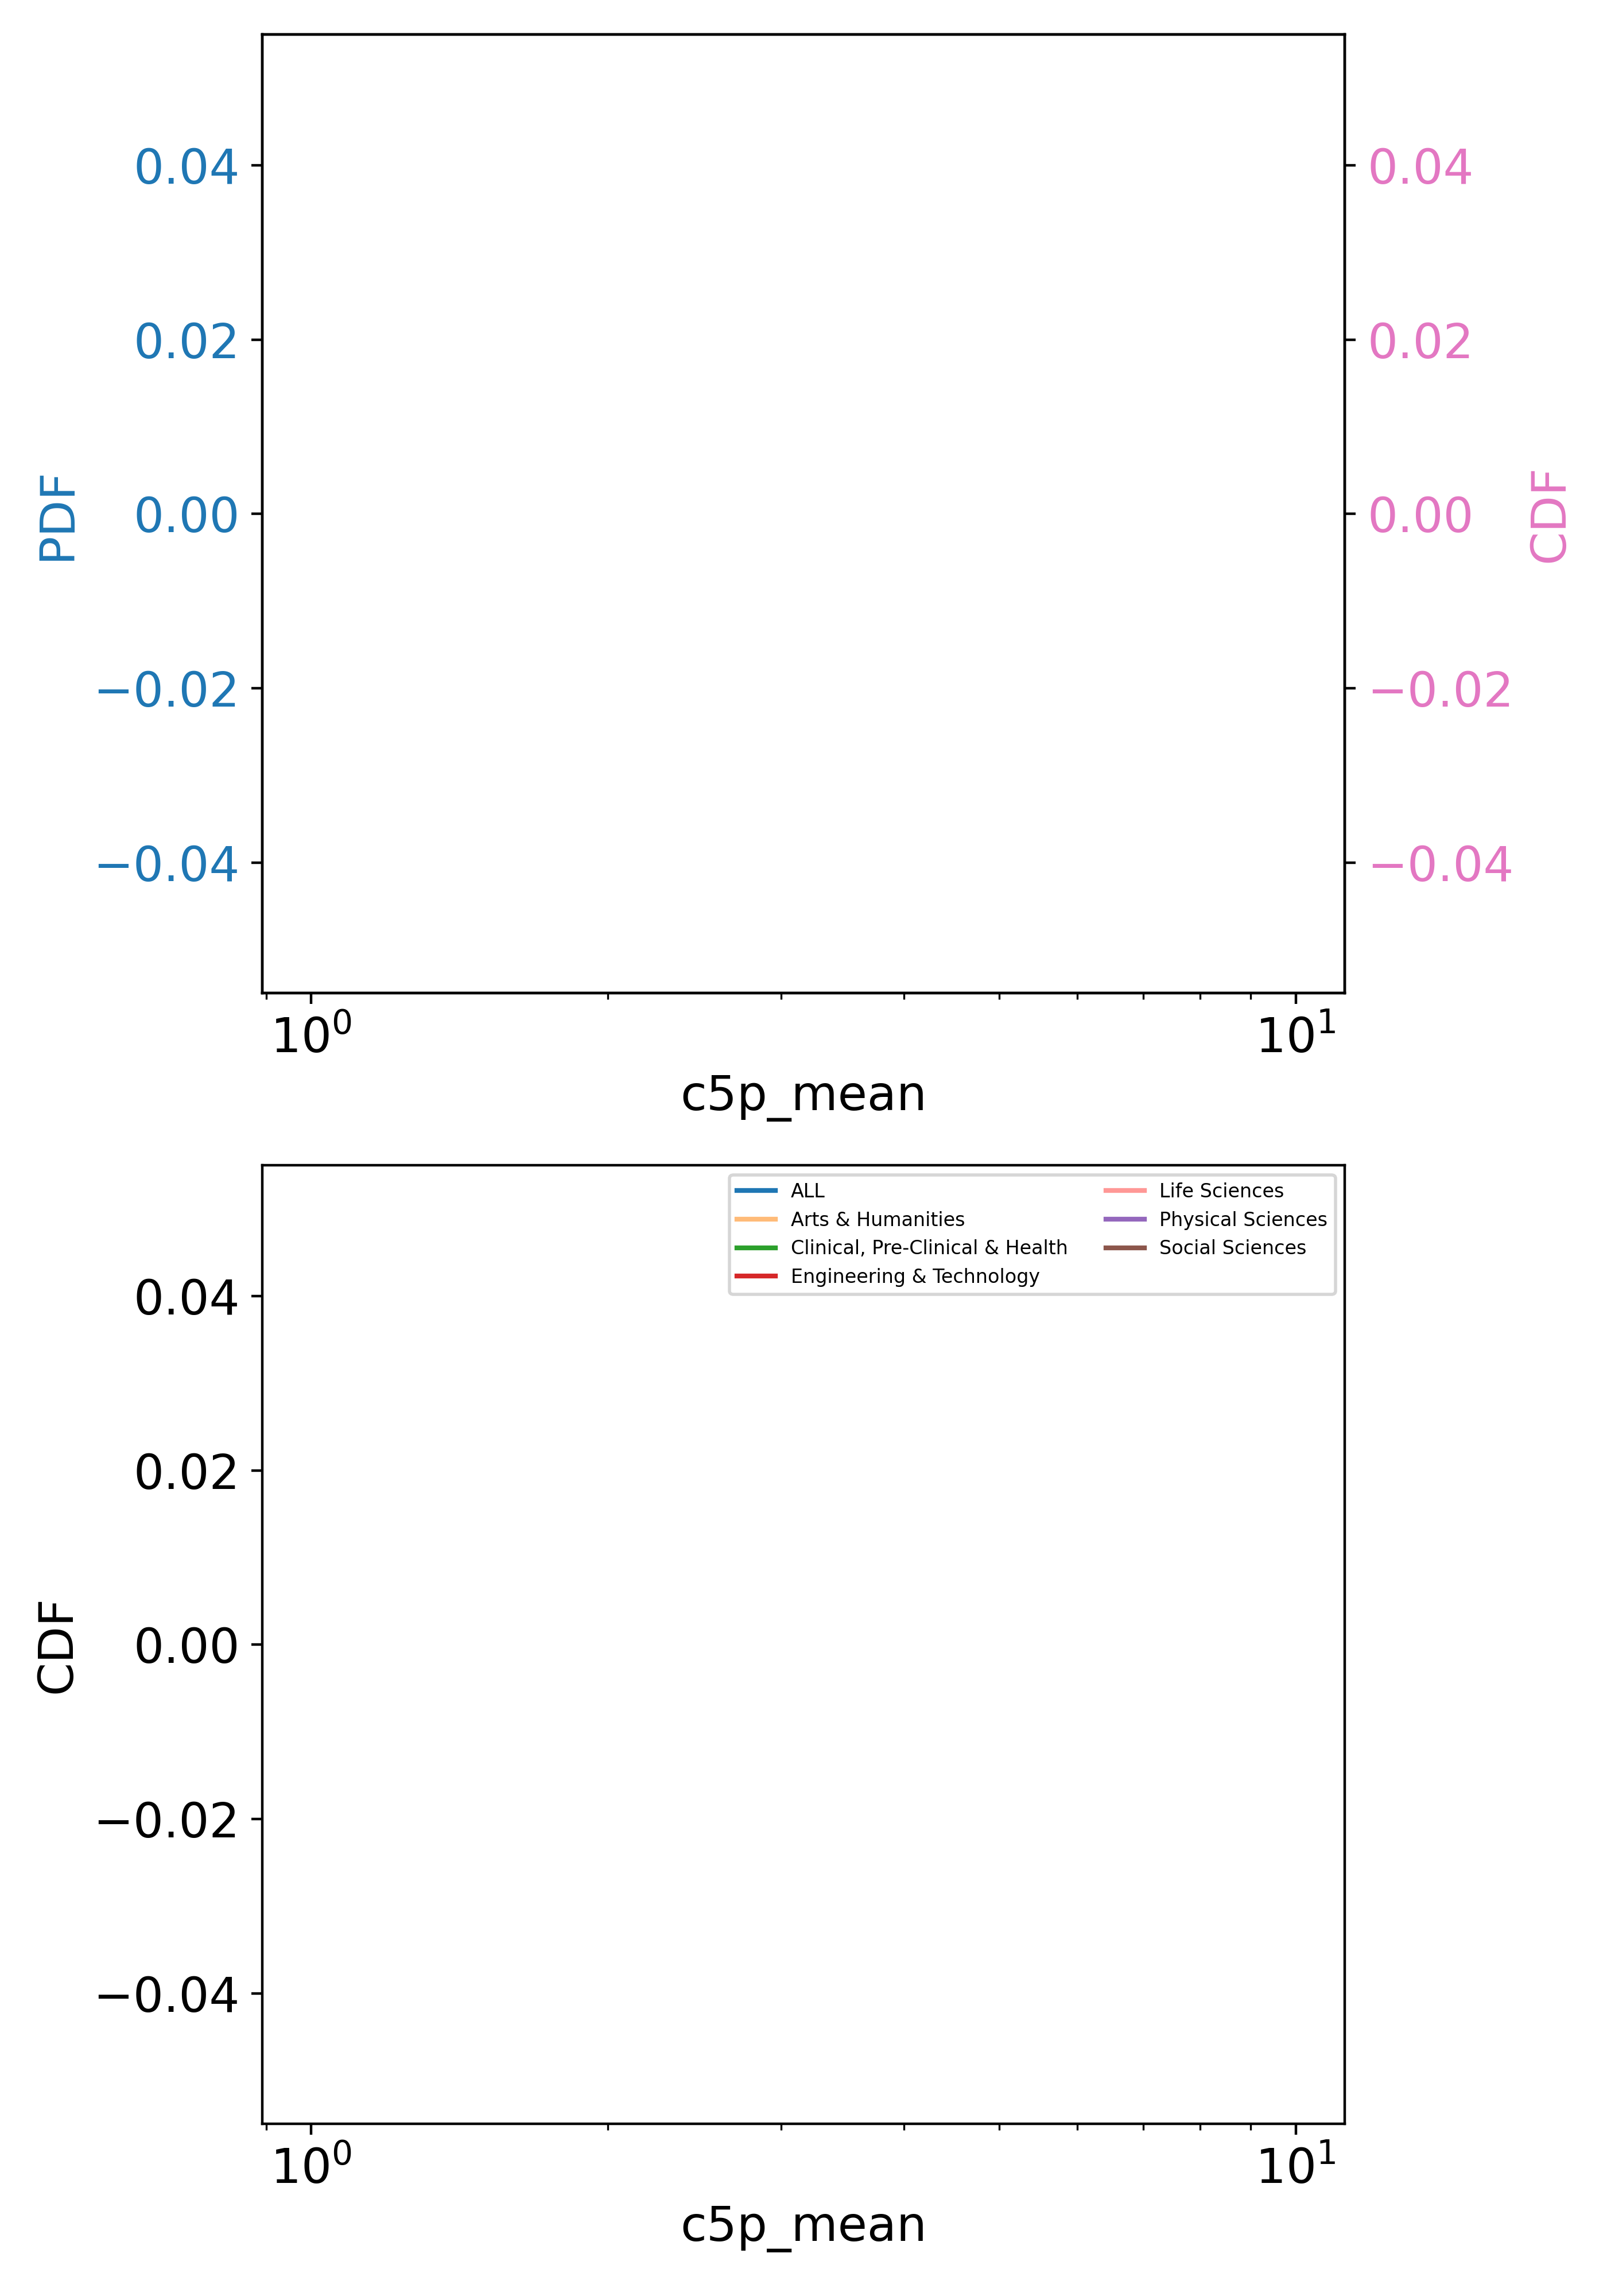 0.04
0.02
0.00
−0.02
−0.04
PDF
0.04
0.02
0.00
−0.02
−0.04
CDF
10⁰
10¹
c5p_mean
ALL
Arts & Humanities
Clinical, Pre-Clinical & Health
Engineering & Technology
Life Sciences
Physical Sciences
Social Sciences
0.04
0.02
0.00
−0.02
−0.04
CDF
10⁰
10¹
c5p_mean